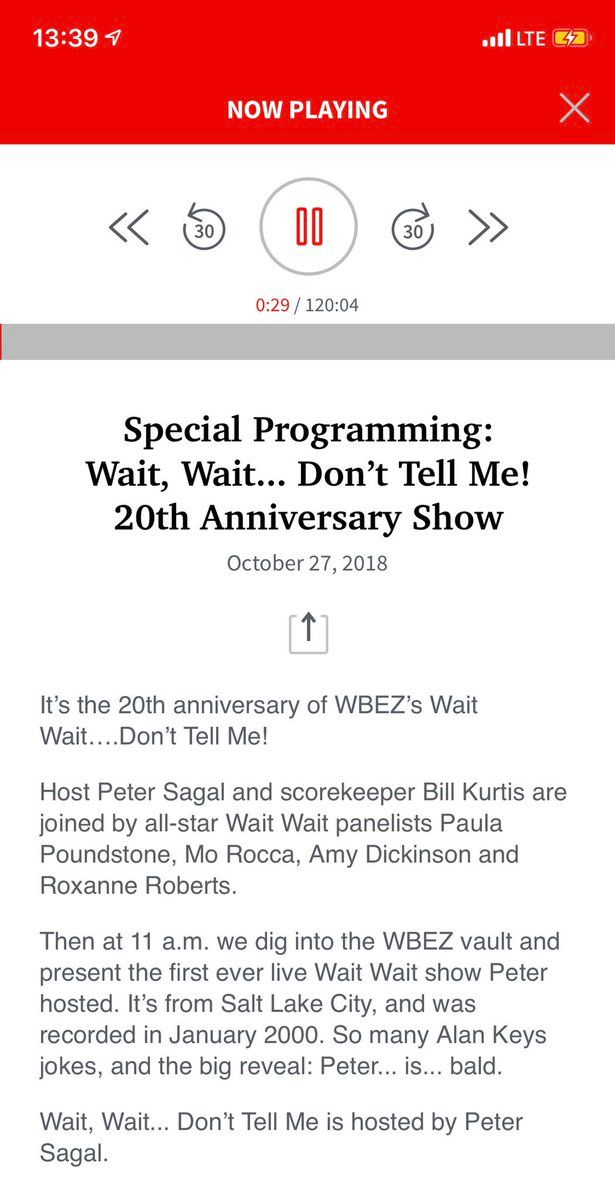 13:39
LTE
NOW PLAYING
30
30
0:29 / 120:04
Special Programming:
Wait, Wait... Don’t Tell Me!
20th Anniversary Show
October 27, 2018
It’s the 20th anniversary of WBEZ’s Wait
Wait….Don’t Tell Me!
Host Peter Sagal and scorekeeper Bill Kurtis are
joined by all-star Wait Wait panelists Paula
Poundstone, Mo Rocca, Amy Dickinson and
Roxanne Roberts.
Then at 11 a.m. we dig into the WBEZ vault and
present the first ever live Wait Wait show Peter
hosted. It’s from Salt Lake City, and was
recorded in January 2000. So many Alan Keys
jokes, and the big reveal: Peter... is... bald.
Wait, Wait... Don’t Tell Me is hosted by Peter
Sagal.